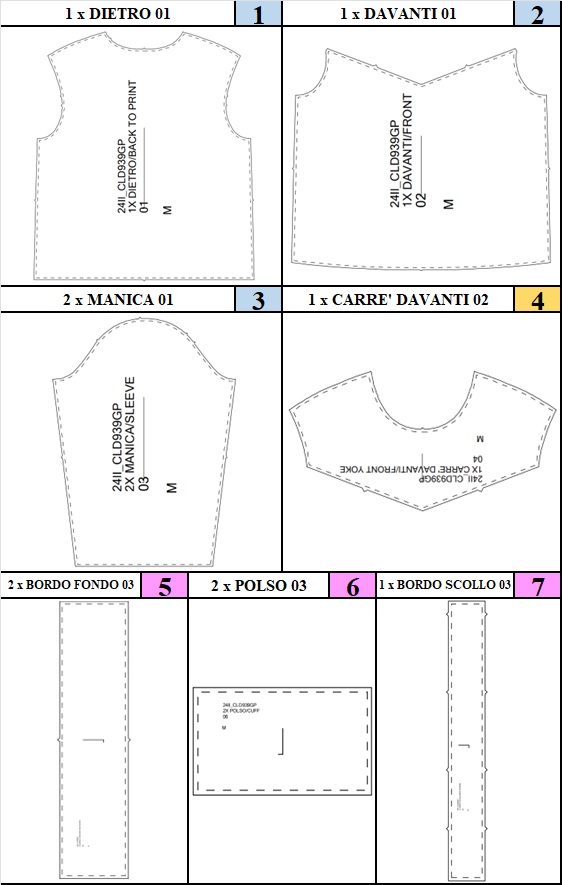 1 x DIETRO 01
1
1 x DAVANTI 01
2
24II_CLD939GP
1X DIETRO/BACK TO PRINT
01
M
24II_CLD939GP
1X DAVANTI/FRONT
02
M
2 x MANICA 01
3
1 x CARRE' DAVANTI 02
4
24II_CLD939GP
2X MANICA/SLEEVE
03
M
24II_CLD939GP
1X CARRE' DAVANTI/FRONT YOKE
04
M
2 x BORDO FONDO 03
5
2 x POLSO 03
6
1 x BORDO SCOLLO 03
7
24II_CLD939GP
2X POLSO/CUFF
06
M